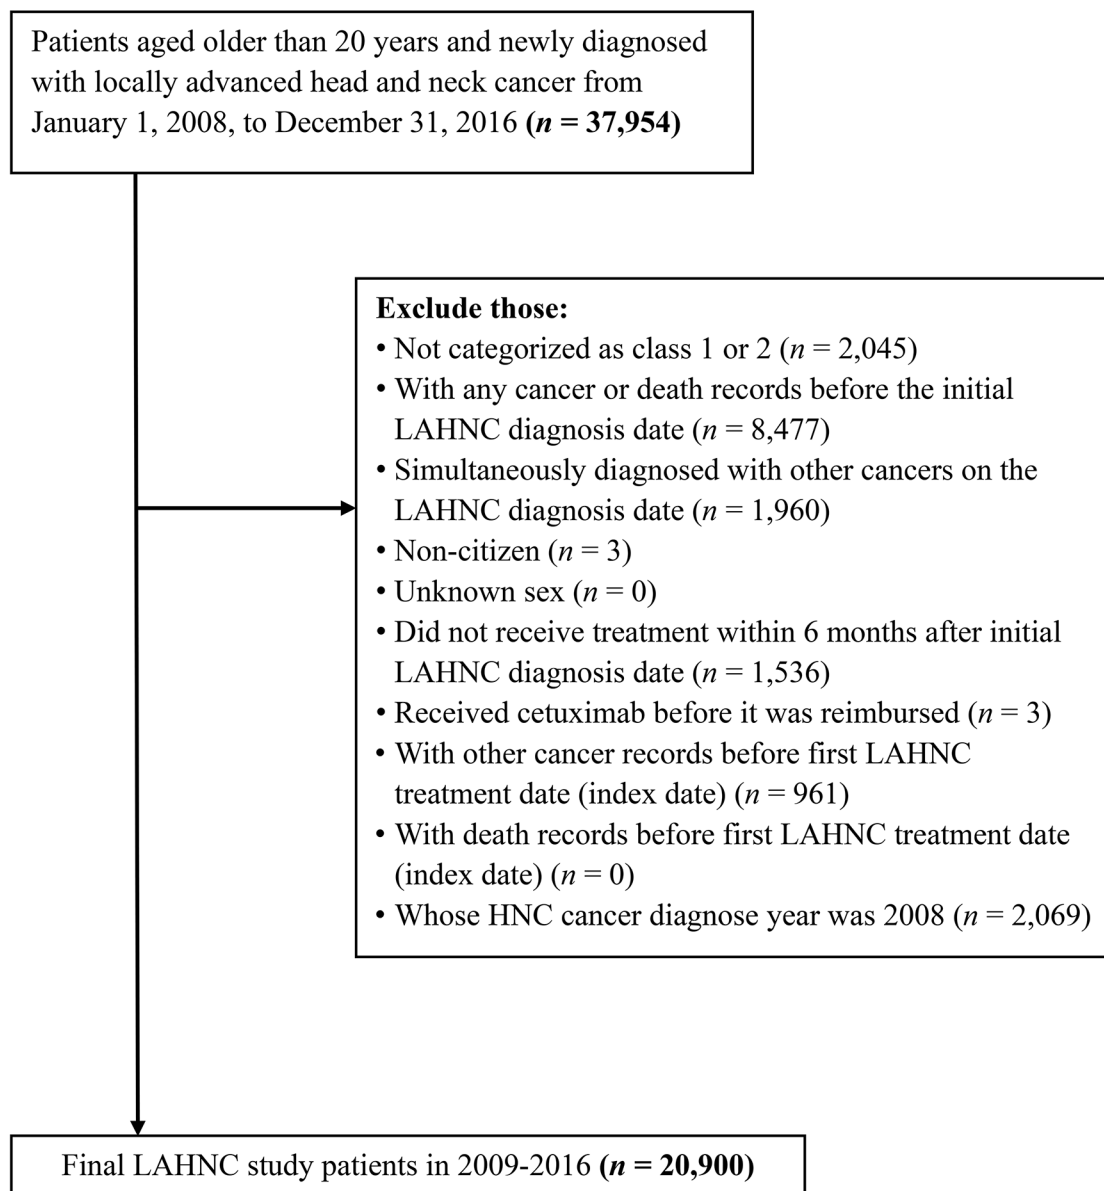 Patients aged older than 20 years and newly diagnosed
with locally advanced head and neck cancer from
January 1, 2008, to December 31, 2016 (n = 37,954)
Exclude those:
• Not categorized as class 1 or 2 (n = 2,045)
• With any cancer or death records before the initial
LAHNC diagnosis date (n = 8,477)
• Simultaneously diagnosed with other cancers on the
LAHNC diagnosis date (n = 1,960)
• Non-citizen (n = 3)
• Unknown sex (n = 0)
• Did not receive treatment within 6 months after initial
LAHNC diagnosis date (n = 1,536)
• Received cetuximab before it was reimbursed (n = 3)
• With other cancer records before first LAHNC
treatment date (index date) (n = 961)
• With death records before first LAHNC treatment date
(index date) (n = 0)
• Whose HNC cancer diagnose year was 2008 (n = 2,069)
Final LAHNC study patients in 2009-2016 (n = 20,900)